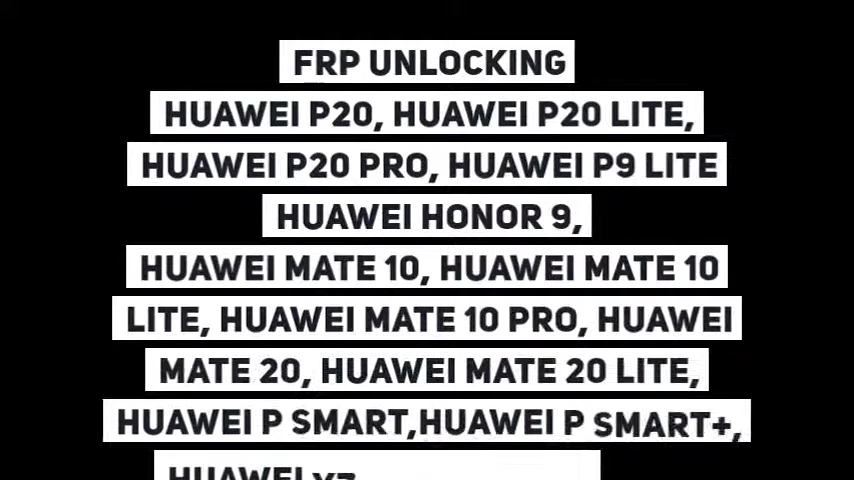 FRP UNLOCKING
HUAWEI P20, HUAWEI P20 LITE,
HUAWEI P20 PRO, HUAWEI P9 LITE
HUAWEI HONOR 9,
HUAWEI MATE 10, HUAWEI MATE 10
LITE, HUAWEI MATE 10 PRO, HUAWEI
MATE 20, HUAWEI MATE 20 LITE,
HUAWEI P SMART,HUAWEI P SMART+,
HUAWEI